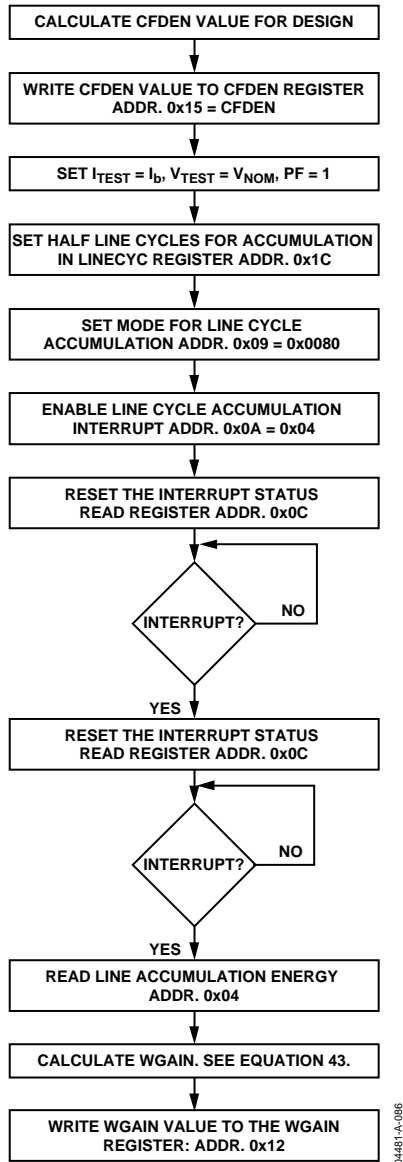 CALCULATE CFDEN VALUE FOR DESIGN
WRITE CFDEN VALUE TO CFDEN REGISTER
ADDR. 0x15 = CFDEN
SET I_TEST = I_b, V_TEST = V_NOM, PF = 1
SET HALF LINE CYCLES FOR ACCUMULATION
IN LINECYC REGISTER ADDR. 0x1C
SET MODE FOR LINE CYCLE
ACCUMULATION ADDR. 0x09 = 0x0080
ENABLE LINE CYCLE ACCUMULATION
INTERRUPT ADDR. 0x0A = 0x04
RESET THE INTERRUPT STATUS
READ REGISTER ADDR. 0x0C
INTERRUPT?
NO
YES
RESET THE INTERRUPT STATUS
READ REGISTER ADDR. 0x0C
INTERRUPT?
NO
YES
READ LINE ACCUMULATION ENERGY
ADDR. 0x04
CALCULATE WGAIN. SEE EQUATION 43.
WRITE WGAIN VALUE TO THE WGAIN
REGISTER: ADDR. 0x12
04481-A-086